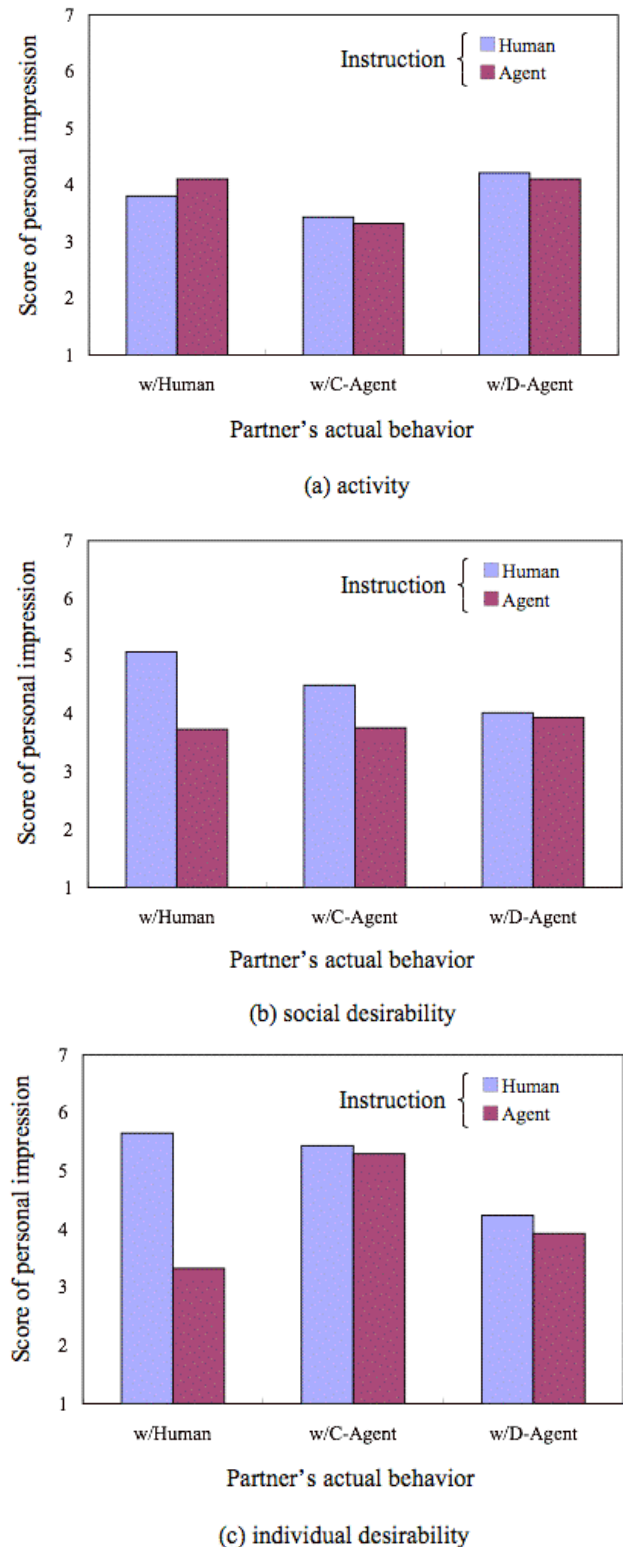 7
6
5
4
3
2
1
Score of personal impression
Instruction
Human
Agent
w/Human w/C-Agent w/D-Agent
Partner's actual behavior
(a) activity
7
6
5
4
3
2
1
Score of personal impression
Instruction
Human
Agent
w/Human w/C-Agent w/D-Agent
Partner's actual behavior
(b) social desirability
7
6
5
4
3
2
1
Score of personal impression
Instruction
Human
Agent
w/Human w/C-Agent w/D-Agent
Partner's actual behavior
(c) individual desirability